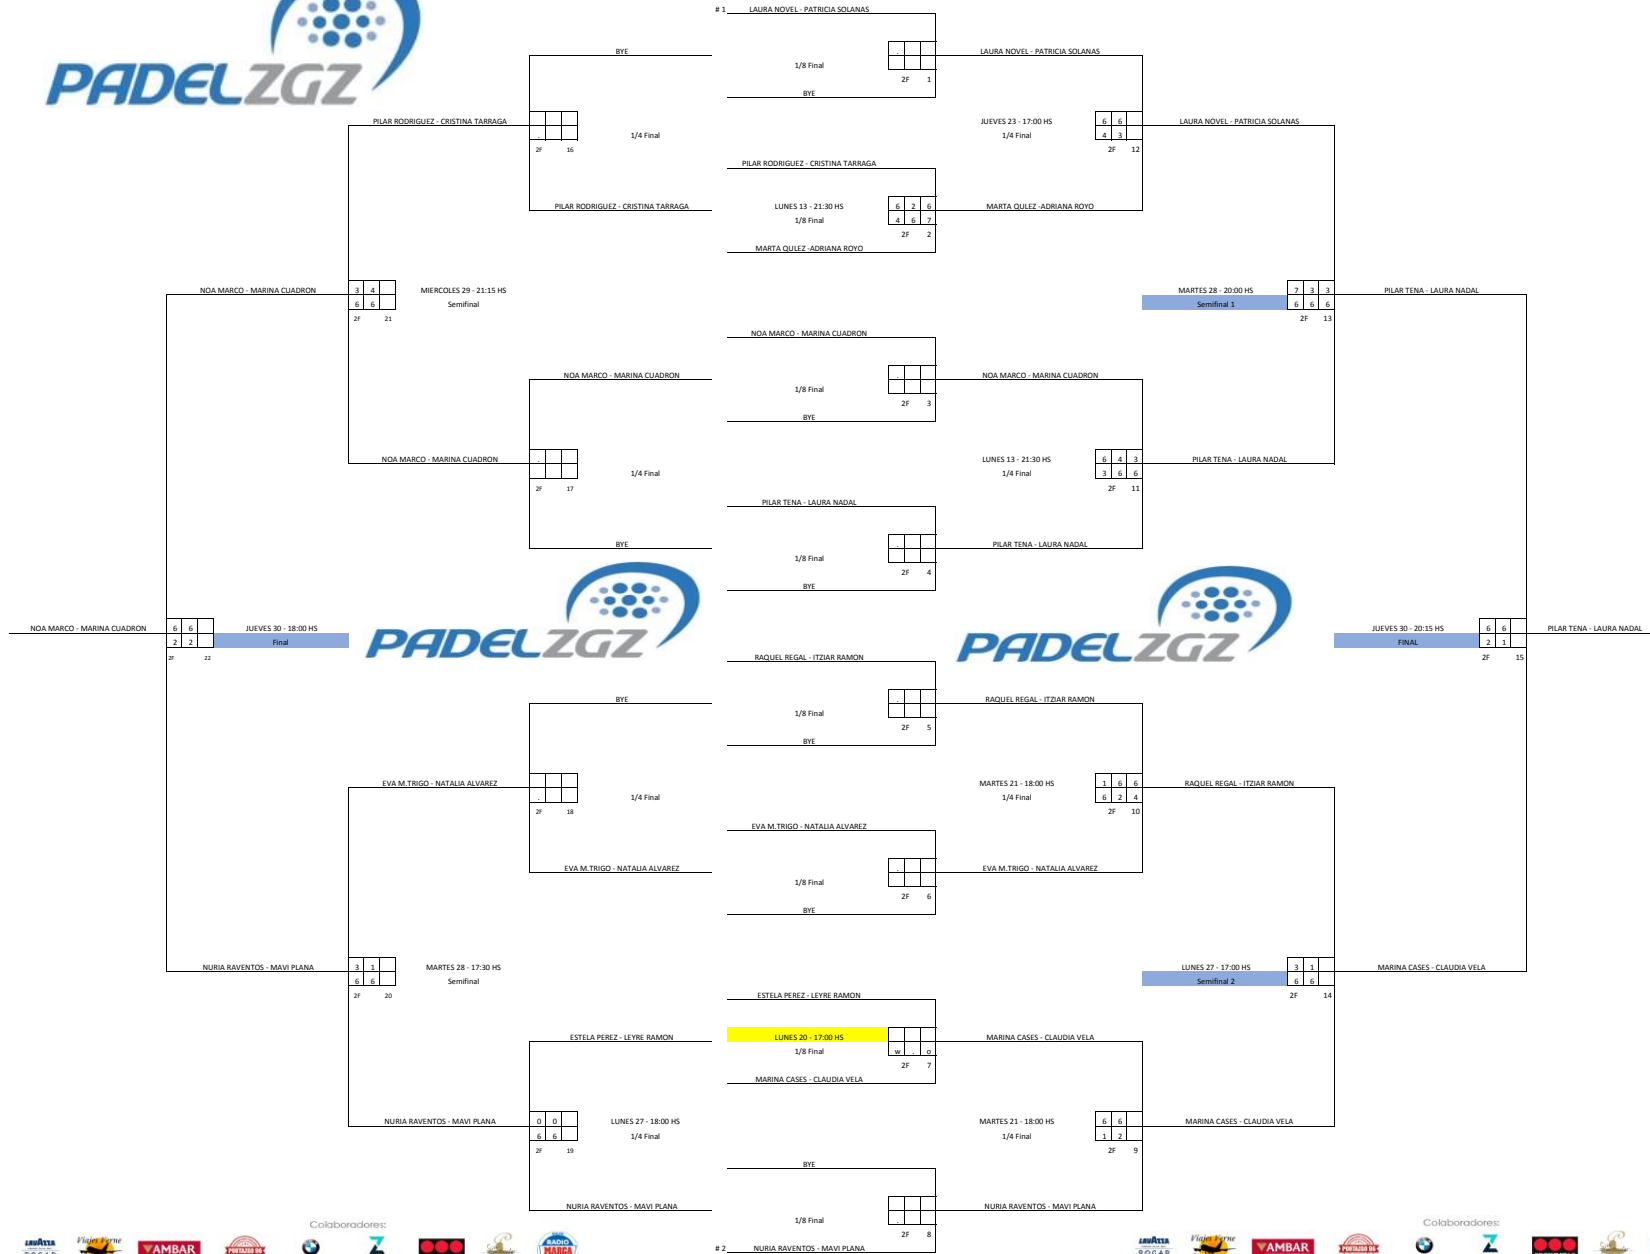 # 1 LAURA NOVEL - PATRICIA SOLANAS
BYE
. LAURA NOVEL - PATRICIA SOLANAS
1/8 Final
2F 1
BYE
PADELZGZ
PILAR RODRIGUEZ - CRISTINA TARRAGA
1/4 Final
. 2F 16
JUEVES 23 - 17:00 HS 6 6
1/4 Final 4 3
2F 12
LAURA NOVEL - PATRICIA SOLANAS
PILAR RODRIGUEZ - CRISTINA TARRAGA
PILAR RODRIGUEZ - CRISTINA TARRAGA
LUNES 13 - 21:30 HS 6 2 6
1/8 Final 4 6 7
2F 2
MARTA QULEZ -ADRIANA ROYO
MARTA QULEZ -ADRIANA ROYO
NOA MARCO - MARINA CUADRON
3 4 MIERCOLES 29 - 21:15 HS
6 6 Semifinal
2F 21
MARTES 28 - 20:00 HS 7 3 3
Semifinal 1 6 6 6
2F 13
PILAR TENA - LAURA NADAL
NOA MARCO - MARINA CUADRON
NOA MARCO - MARINA CUADRON
. NOA MARCO - MARINA CUADRON
1/8 Final
2F 3
BYE
NOA MARCO - MARINA CUADRON
. 1/4 Final
2F 17
LUNES 13 - 21:30 HS 6 4 3
1/4 Final 3 6 6
2F 11
PILAR TENA - LAURA NADAL
PILAR TENA - LAURA NADAL
BYE
. PILAR TENA - LAURA NADAL
1/8 Final
2F 4
BYE
NOA MARCO - MARINA CUADRON
6 6 JUEVES 30 - 18:00 HS
2 2 Final
2F 22
PADELZGZ
PADELZGZ
JUEVES 30 - 20:15 HS 6 6
FINAL 2 1
2F 15
PILAR TENA - LAURA NADAL
RAQUEL REGAL - ITZIAR RAMON
BYE
. RAQUEL REGAL - ITZIAR RAMON
1/8 Final
2F 5
BYE
EVA M.TRIGO - NATALIA ALVAREZ
. 1/4 Final
2F 18
MARTES 21 - 18:00 HS 1 6 6
1/4 Final 6 2 4
2F 10
RAQUEL REGAL - ITZIAR RAMON
EVA M.TRIGO - NATALIA ALVAREZ
EVA M.TRIGO - NATALIA ALVAREZ
. EVA M.TRIGO - NATALIA ALVAREZ
1/8 Final
2F 6
BYE
NURIA RAVENTOS - MAVI PLANA
3 1 MARTES 28 - 17:30 HS
6 6 Semifinal
2F 20
LUNES 27 - 17:00 HS 3 1
Semifinal 2 6 6
2F 14
MARINA CASES - CLAUDIA VELA
ESTELA PEREZ - LEYRE RAMON
ESTELA PEREZ - LEYRE RAMON
LUNES 20 - 17:00 HS
1/8 Final w . o
2F 7
MARINA CASES - CLAUDIA VELA
MARINA CASES - CLAUDIA VELA
NURIA RAVENTOS - MAVI PLANA
0 0 LUNES 27 - 18:00 HS
6 6 1/4 Final
2F 19
MARTES 21 - 18:00 HS 6 6
1/4 Final 1 2
2F 9
MARINA CASES - CLAUDIA VELA
BYE
NURIA RAVENTOS - MAVI PLANA
NURIA RAVENTOS - MAVI PLANA
1/8 Final .
2F 8
# 2 NURIA RAVENTOS - MAVI PLANA
Colaboradores:
LAVAZZA Viajes Verne AMBAR PORTAZGO 96 BMW Z RADIO MARCA
Colaboradores:
LAVAZZA Viajes Verne AMBAR PORTAZGO 96 BMW Z